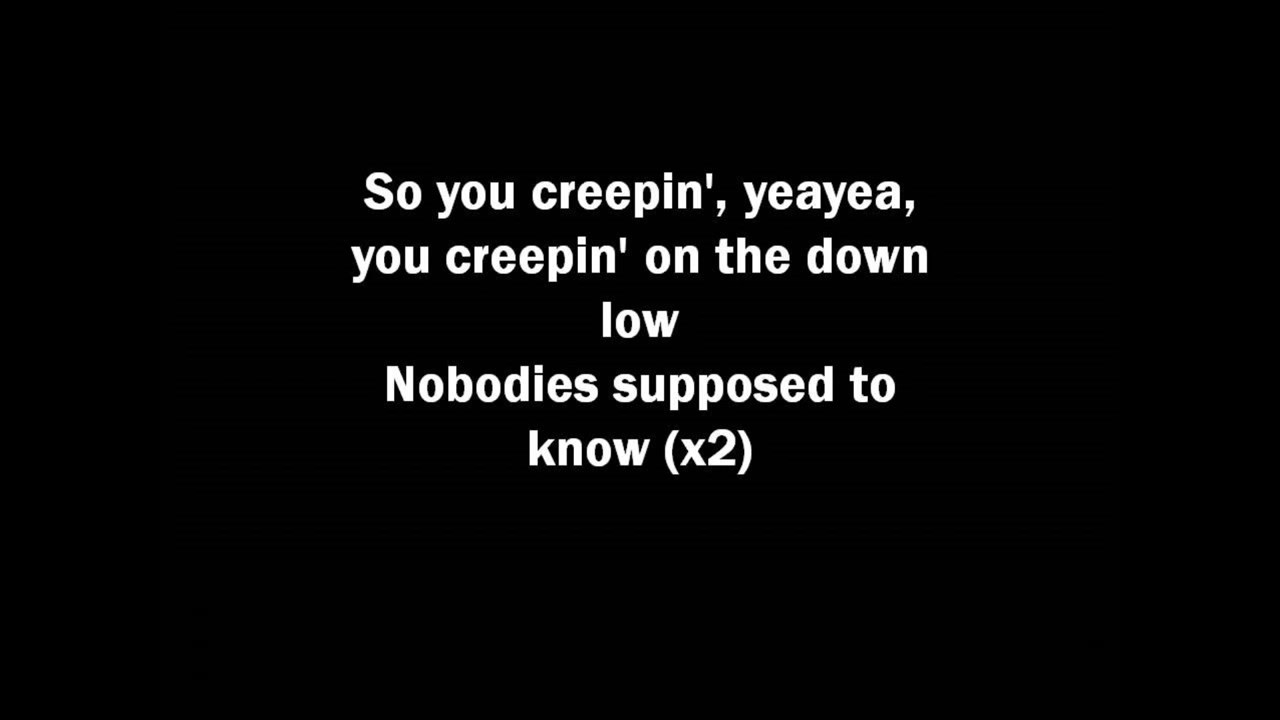 So you creepin', yeayea,
you creepin' on the down
low
Nobodies supposed to
know (x2)